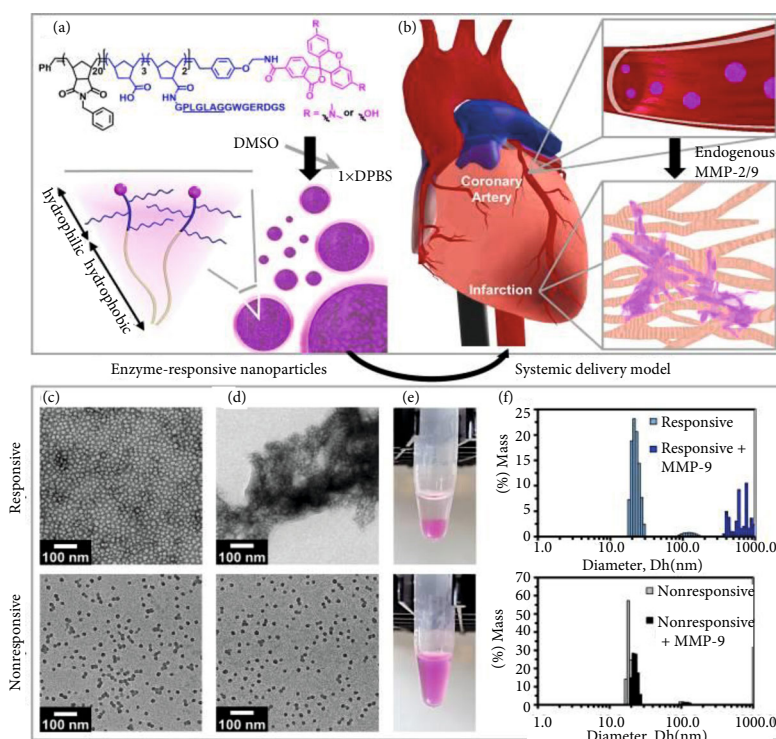 (a)
Ph
20
3
2
O
O
N
HO
O
O
HN
GPLGLAGGWGERDGS
O
NH
O
R
O
O
O
R
R = N or OH
DMSO
1×DPBS
hydrophilic
hydrophobic
(b)
Coronary
Artery
Infarction
Endogenous
MMP-2/9
Enzyme-responsive nanoparticles
Systemic delivery model
(c)
(d)
(e)
(f)
Responsive
100 nm
100 nm
25
20
15
10
5
0
(%) Mass
Responsive
Responsive +
MMP-9
1.0
10.0
100.0
1000.0
Diameter, Dh(nm)
Nonresponsive
100 nm
100 nm
70
60
50
40
30
20
10
0
(%) Mass
Nonresponsive
Nonresponsive
+ MMP-9
1.0
10.0
100.0
1000.0
Diameter, Dh(nm)